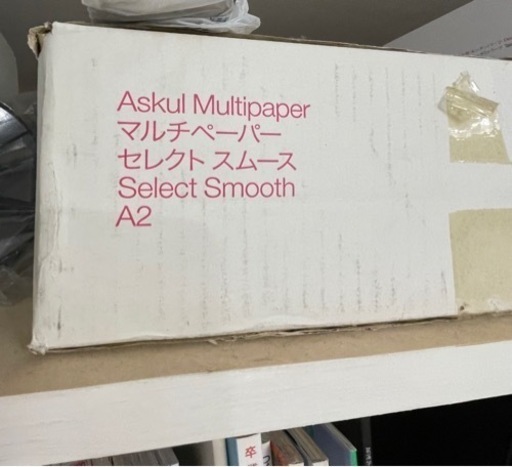 Askul Multipaper
マルチペーパー
セレクト スムース
Select Smooth
A2
卒